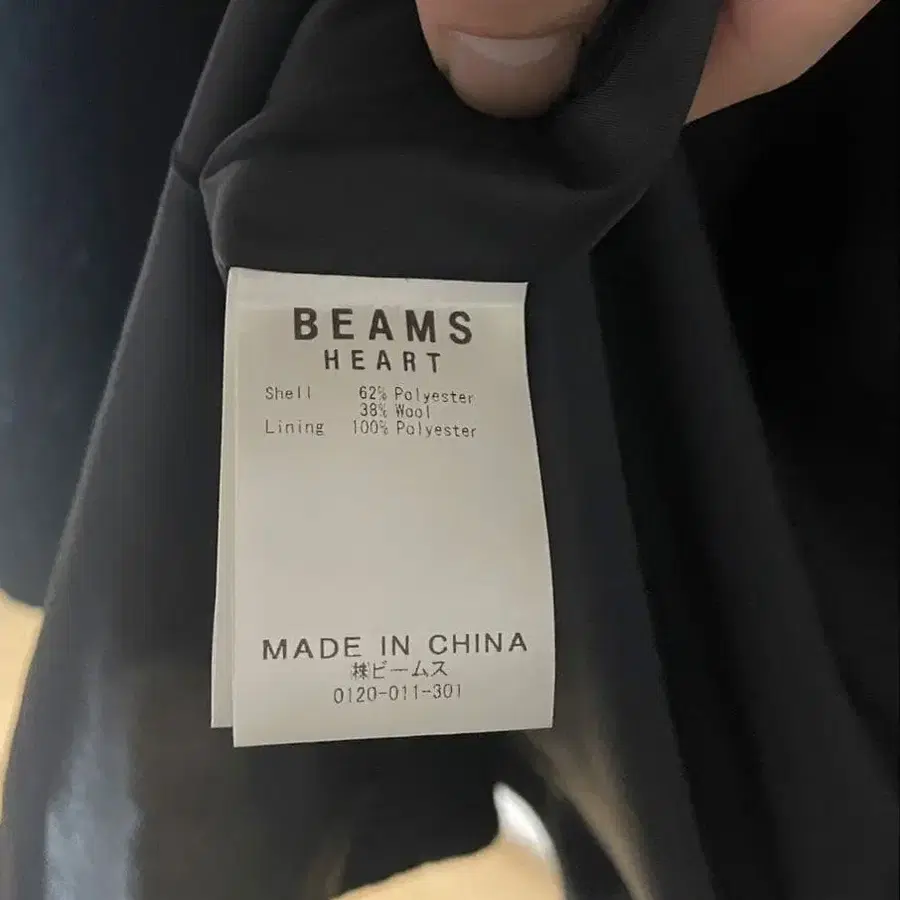 BEAMS
HEART
Shell 62% Polyester
38% Wool
Lining 100% Polyester
MADE IN CHINA
㈱ビームス
0120-011-301